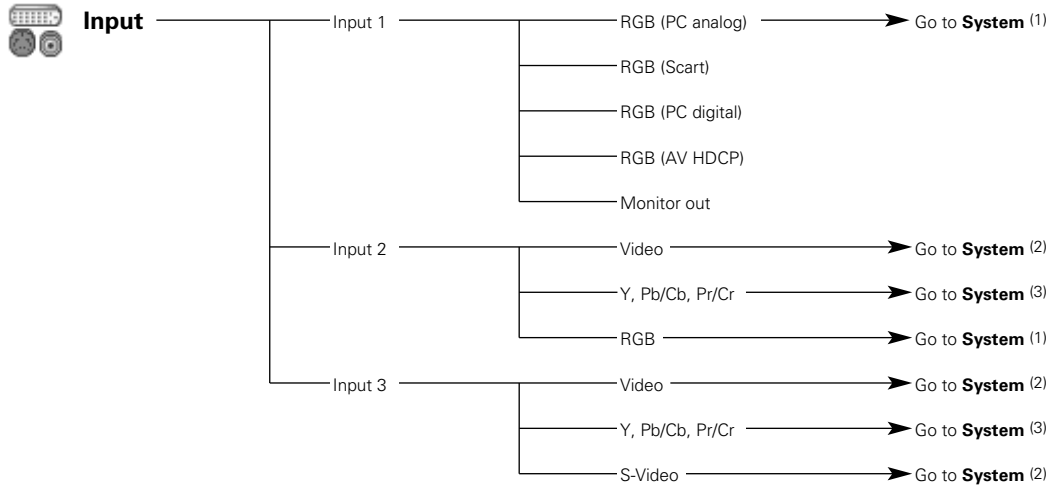 Input Input 1 RGB (PC analog) Go to System (1)
RGB (Scart)
RGB (PC digital)
RGB (AV HDCP)
Monitor out
Input 2 Video Go to System (2)
Y, Pb/Cb, Pr/Cr Go to System (3)
RGB Go to System (1)
Input 3 Video Go to System (2)
Y, Pb/Cb, Pr/Cr Go to System (3)
S-Video Go to System (2)